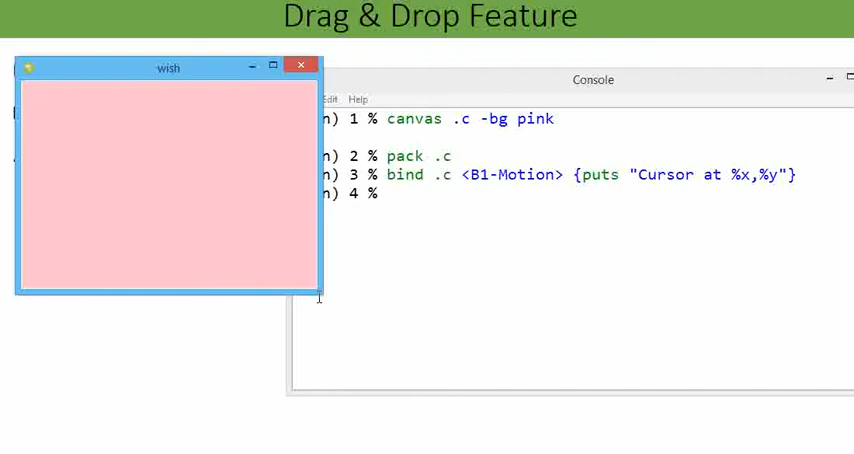 Drag & Drop Feature
wish
Console
Edit Help
n) 1 % canvas .c -bg pink
n) 2 % pack .c
n) 3 % bind .c <B1-Motion> {puts "Cursor at %x,%y"}
n) 4 %